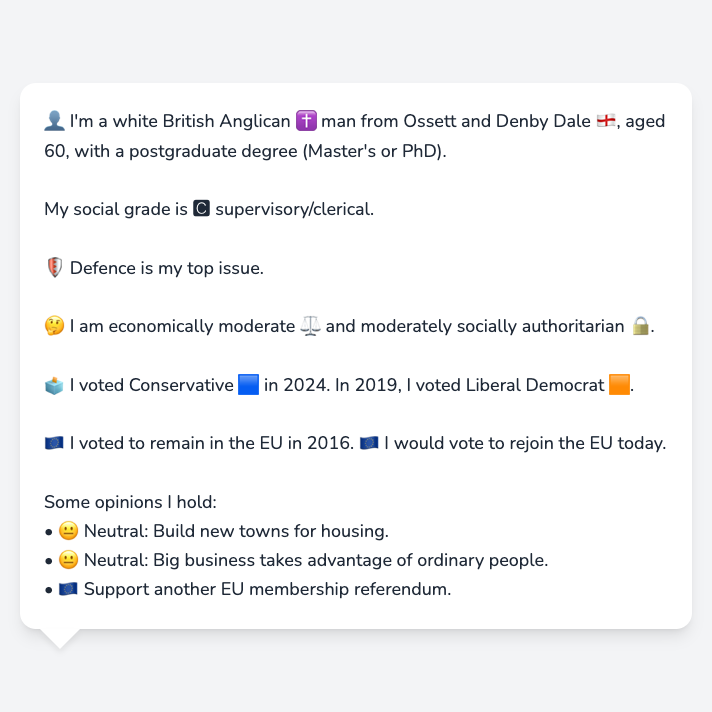 👤 I'm a white British Anglican ✝️ man from Ossett and Denby Dale 🏴󠁧󠁢󠁥󠁮󠁧󠁿, aged
60, with a postgraduate degree (Master's or PhD).
My social grade is 🅲 supervisory/clerical.
🛡️ Defence is my top issue.
🤔 I am economically moderate ⚖️ and moderately socially authoritarian 🔒.
🗳️ I voted Conservative 🟦 in 2024. In 2019, I voted Liberal Democrat 🟧.
🇪🇺 I voted to remain in the EU in 2016. 🇪🇺 I would vote to rejoin the EU today.
Some opinions I hold:
• 😐 Neutral: Build new towns for housing.
• 😐 Neutral: Big business takes advantage of ordinary people.
• 🇪🇺 Support another EU membership referendum.